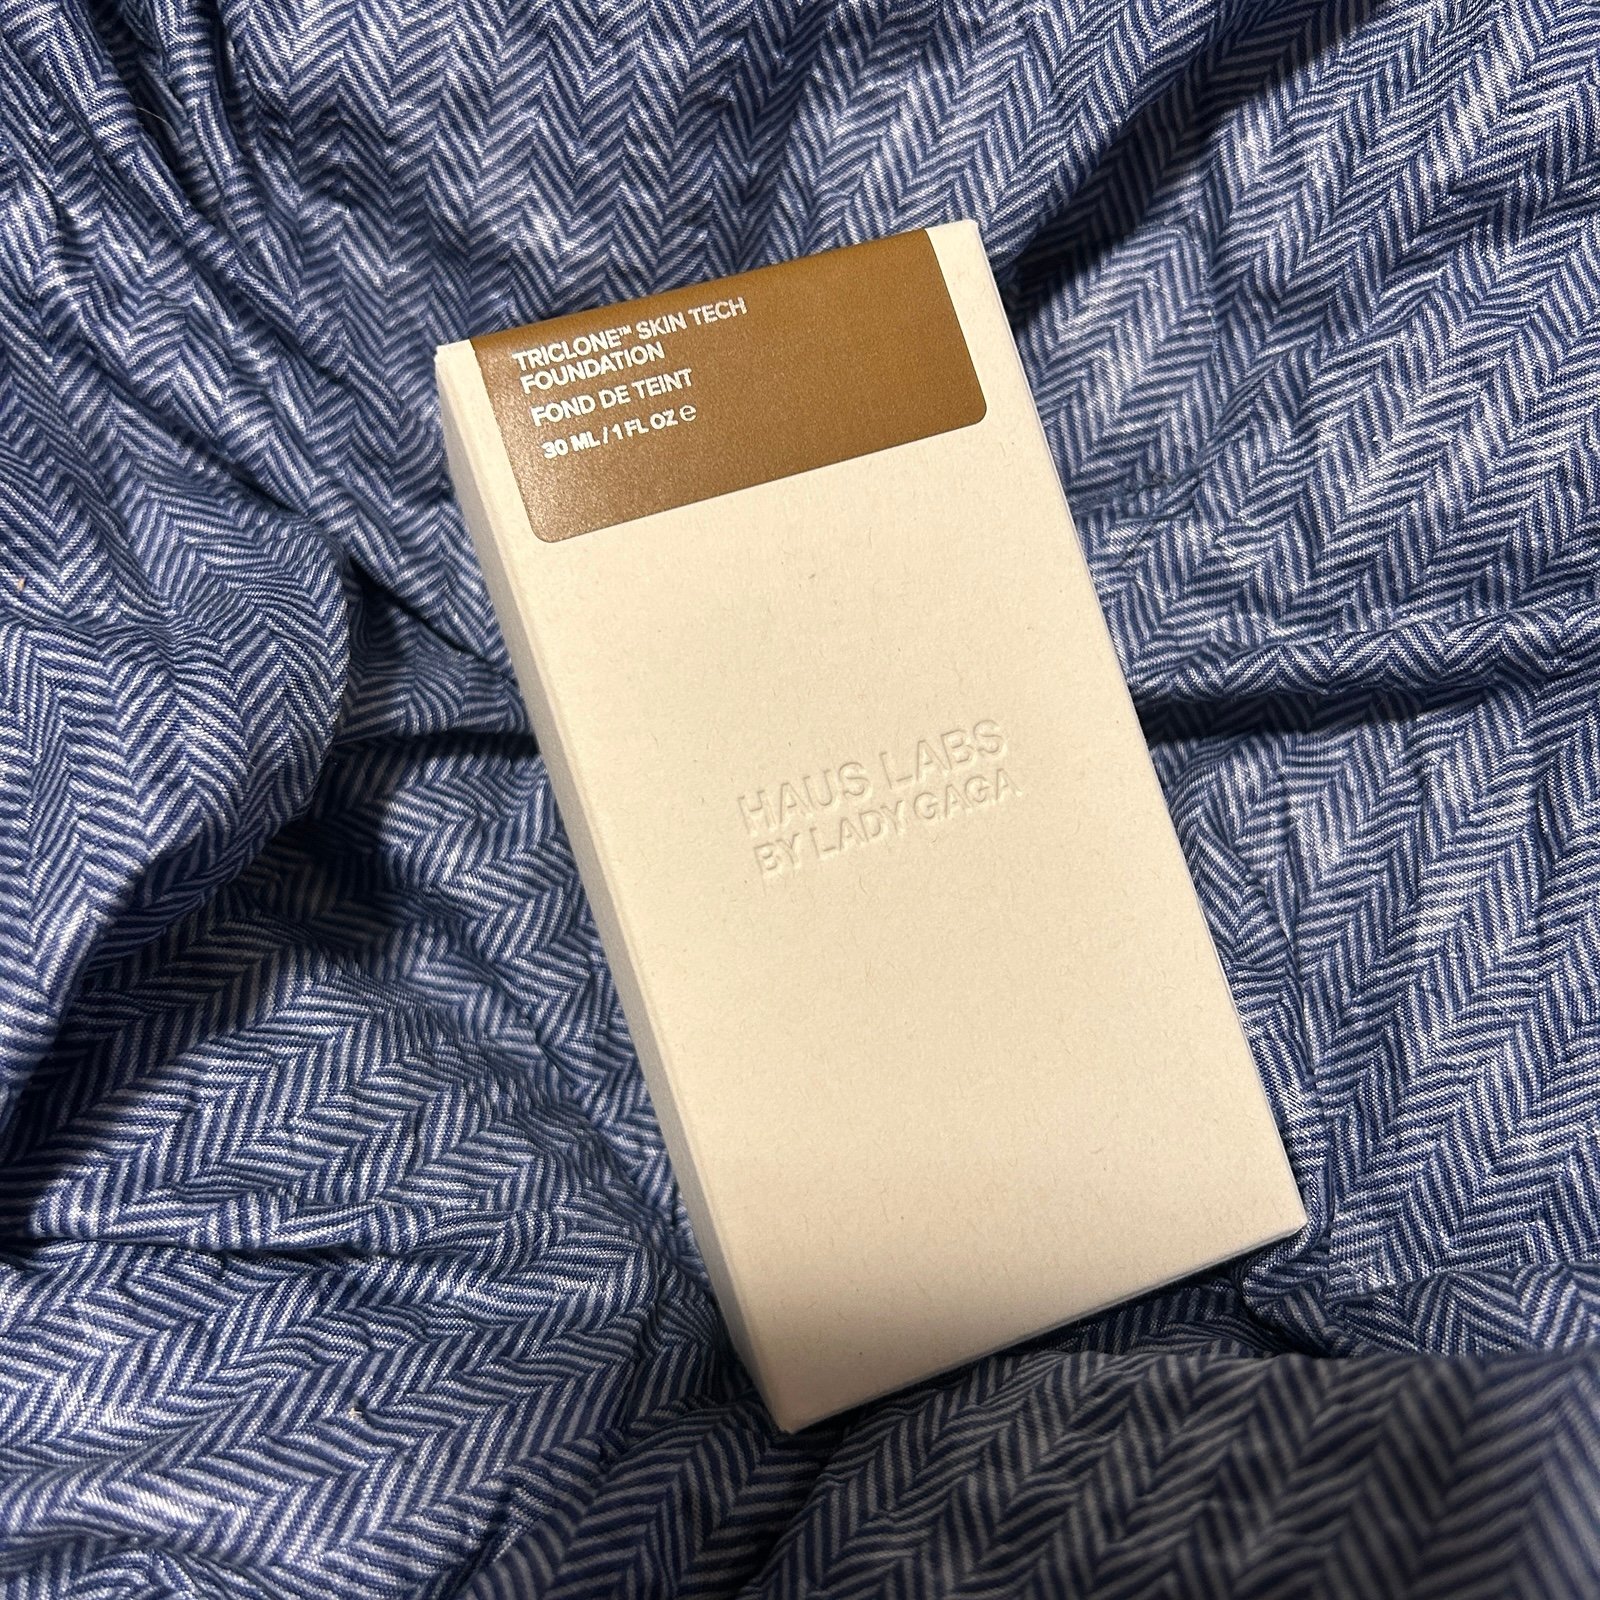 TRICLONE™ SKIN TECH
FOUNDATION
FOND DE TEINT
30 ML / 1 FL OZ ℮
HAUS LABS
BY LADY GAGA